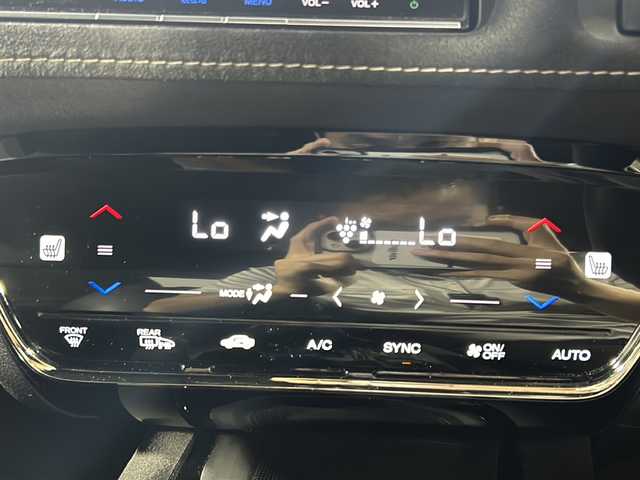 MENU VOL− VOL+
Lo Lo
MODE
FRONT REAR A/C SYNC ON/OFF AUTO